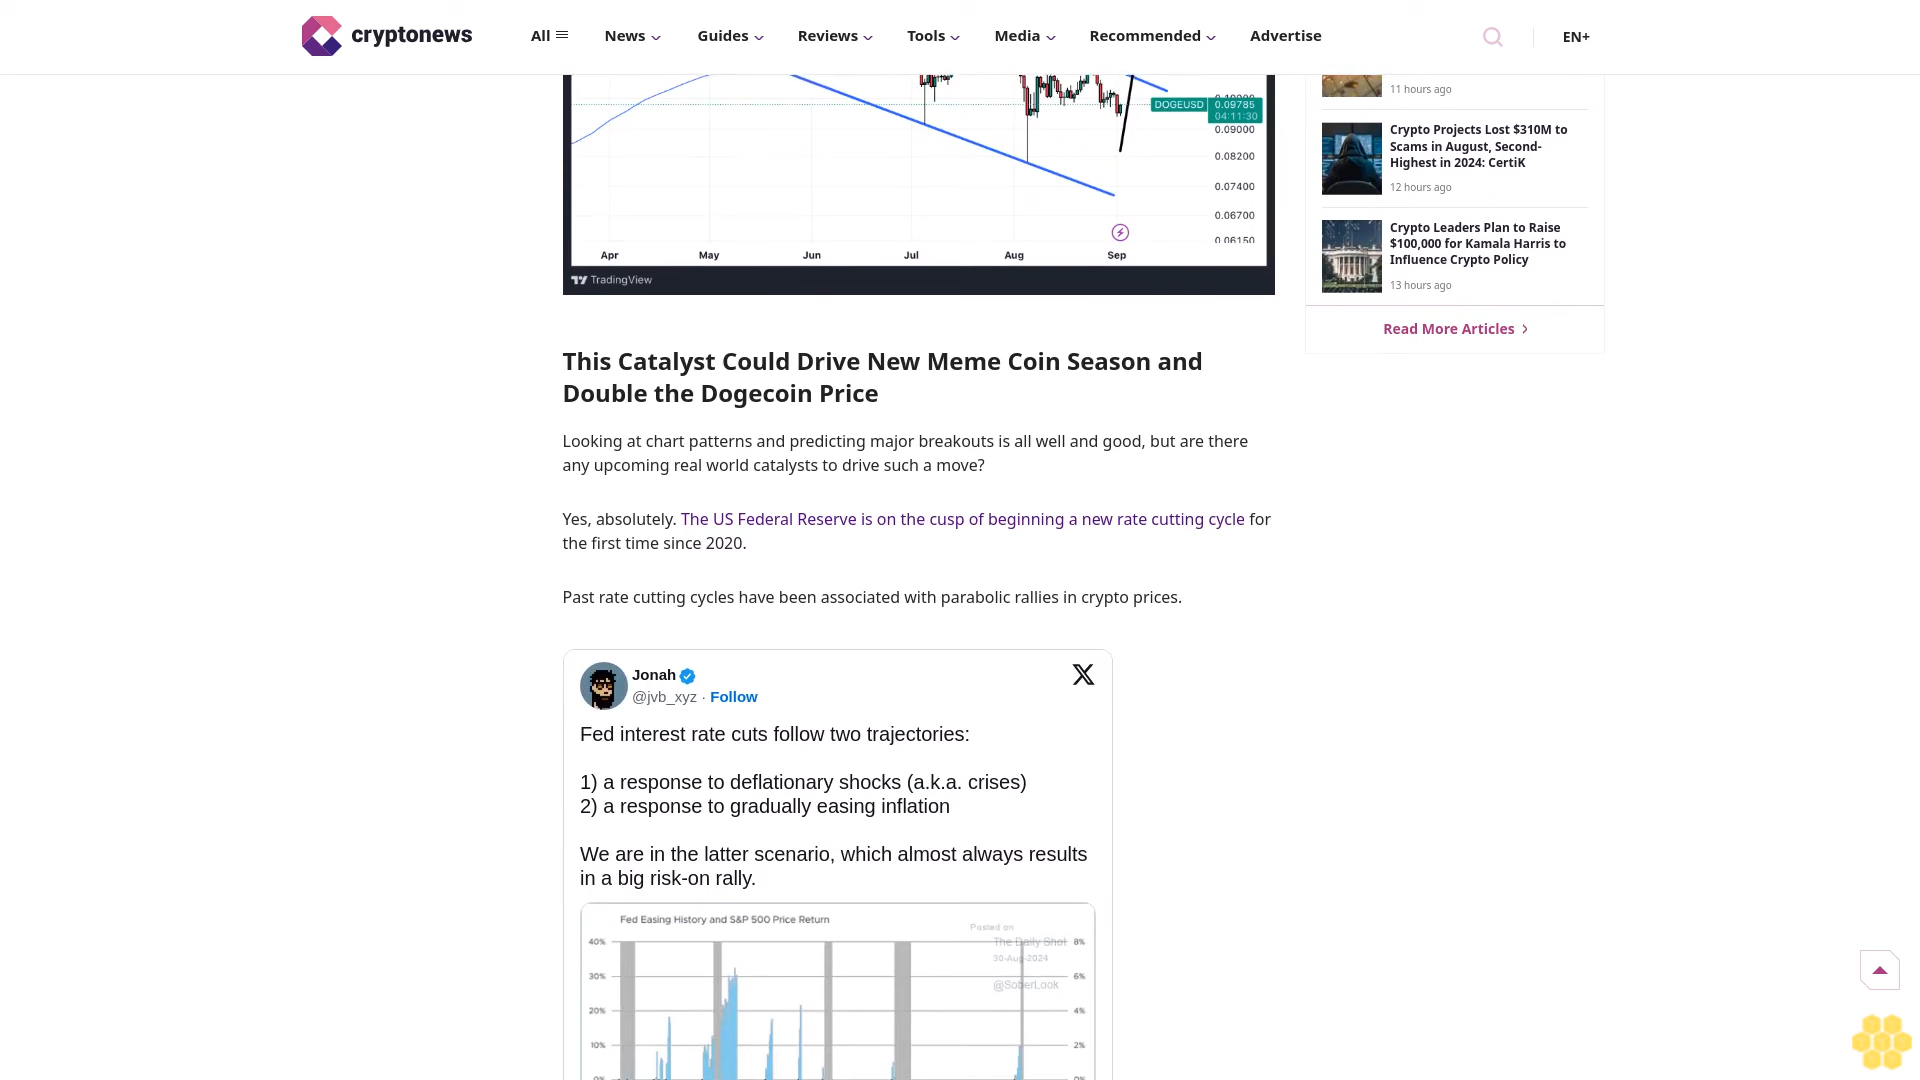 cryptonews
All
News
Guides
Reviews
Tools
Media
Recommended
Advertise
EN+
DOGEUSD
0.09785
04:11:30
0.09000
0.08200
0.07400
0.06700
0.06150
Apr
May
Jun
Jul
Aug
Sep
TradingView
11 hours ago
Crypto Projects Lost $310M to
Scams in August, Second-
Highest in 2024: CertiK
12 hours ago
Crypto Leaders Plan to Raise
$100,000 for Kamala Harris to
Influence Crypto Policy
13 hours ago
Read More Articles
This Catalyst Could Drive New Meme Coin Season and
Double the Dogecoin Price
Looking at chart patterns and predicting major breakouts is all well and good, but are there
any upcoming real world catalysts to drive such a move?
Yes, absolutely. The US Federal Reserve is on the cusp of beginning a new rate cutting cycle for
the first time since 2020.
Past rate cutting cycles have been associated with parabolic rallies in crypto prices.
Jonah
@jvb_xyz · Follow
Fed interest rate cuts follow two trajectories:
1) a response to deflationary shocks (a.k.a. crises)
2) a response to gradually easing inflation
We are in the latter scenario, which almost always results
in a big risk-on rally.
Fed Easing History and S&P 500 Price Return
Posted on
The Daily Shot
30-Aug-2024
@SoberLook
40%
8%
30%
6%
20%
4%
10%
2%